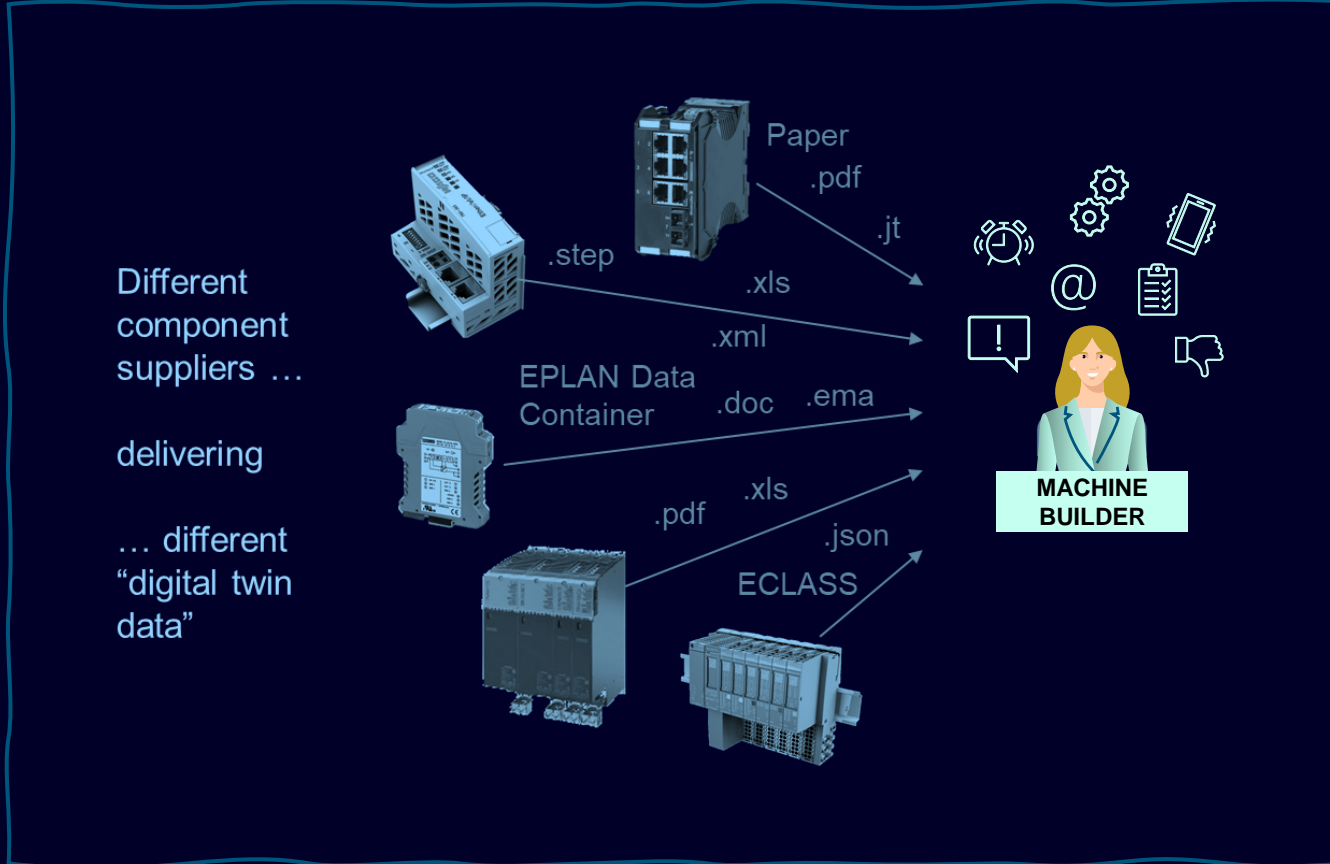 Different
component
suppliers …
delivering
… different
“digital twin
data”
Paper
.pdf
.jt
.step
.xls
.xml
EPLAN Data
Container
.doc
.ema
.xls
.pdf
.json
ECLASS
@
!
MACHINE
BUILDER